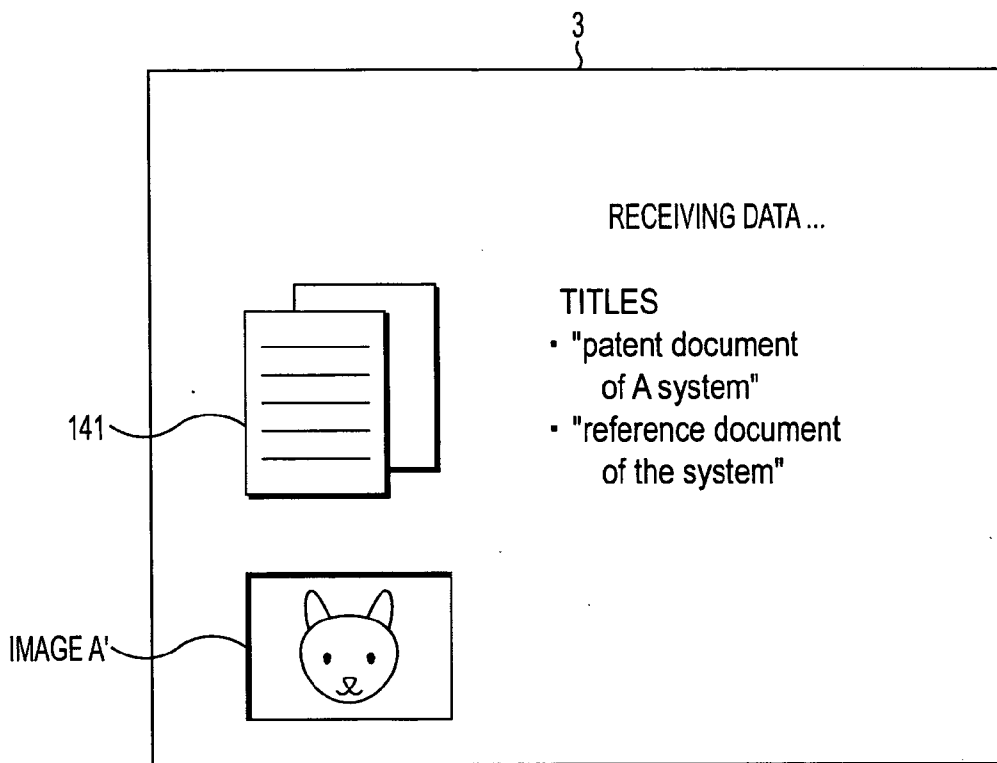 3
RECEIVING DATA ...
TITLES
· "patent document
of A system"
· "reference document
of the system"
141
IMAGE A'